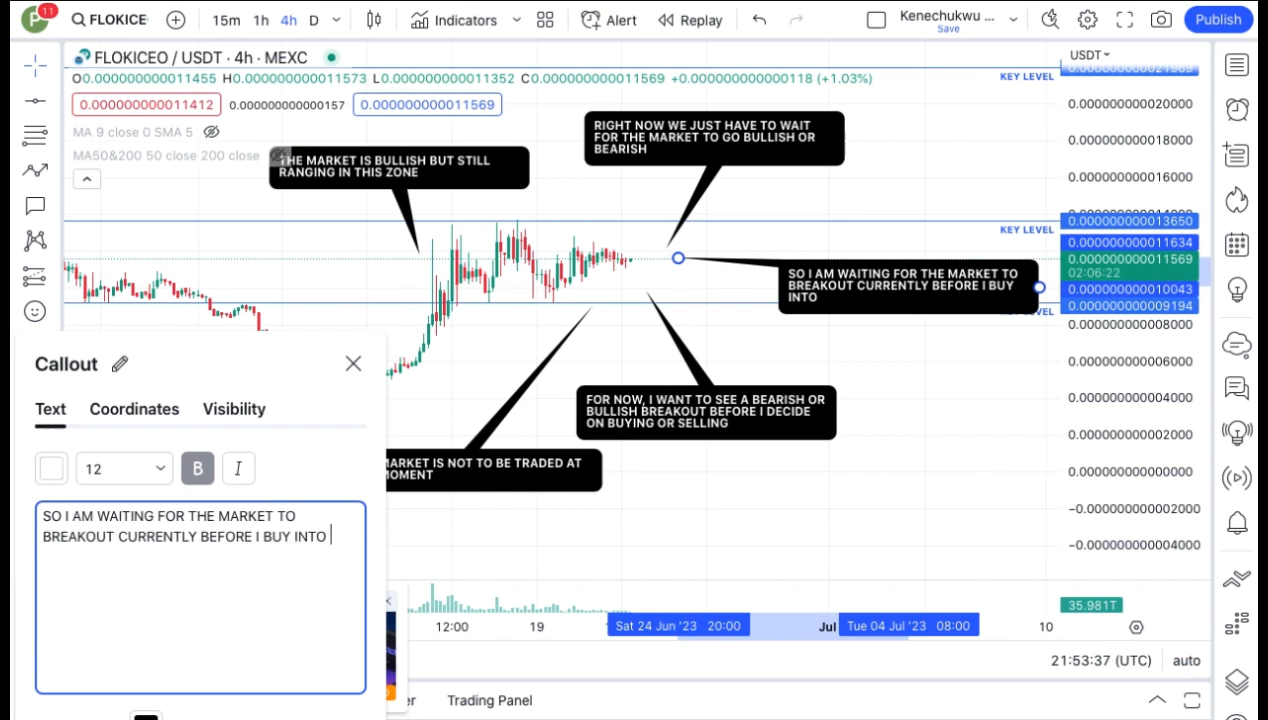 P 11 FLOKICE 15m 1h 4h D Indicators Alert Replay Kenechukwu ... Save Publish
FLOKICEO / USDT · 4h · MEXC
USDT
O0.000000000011455 H0.000000000011573 L0.000000000011352 C0.000000000011569 +0.000000000000118 (+1.03%)
KEY LEVEL
0.000000000011412 0.000000000000157 0.000000000011569
0.000000000020000
MA 9 close 0 SMA 5
MA50&200 50 close 200 close
RIGHT NOW WE JUST HAVE TO WAIT
FOR THE MARKET TO GO BULLISH OR
BEARISH
0.000000000018000
THE MARKET IS BULLISH BUT STILL
RANGING IN THIS ZONE
0.000000000016000
0.000000000013650
KEY LEVEL
0.000000000011634
0.000000000011569
02:06:22
SO I AM WAITING FOR THE MARKET TO
BREAKOUT CURRENTLY BEFORE I BUY
INTO
0.000000000010043
0.000000000009194
LEVEL
0.000000000008000
0.000000000006000
0.000000000004000
0.000000000002000
0.000000000000000
−0.000000000002000
−0.000000000004000
FOR NOW, I WANT TO SEE A BEARISH OR
BULLISH BREAKOUT BEFORE I DECIDE
ON BUYING OR SELLING
MARKET IS NOT TO BE TRADED AT
MOMENT
Callout
Text Coordinates Visibility
12 B I
SO I AM WAITING FOR THE MARKET TO
BREAKOUT CURRENTLY BEFORE I BUY INTO
35.981T
12:00 19 Sat 24 Jun '23 20:00 Jul Tue 04 Jul '23 08:00 10
21:53:37 (UTC) auto
er Trading Panel